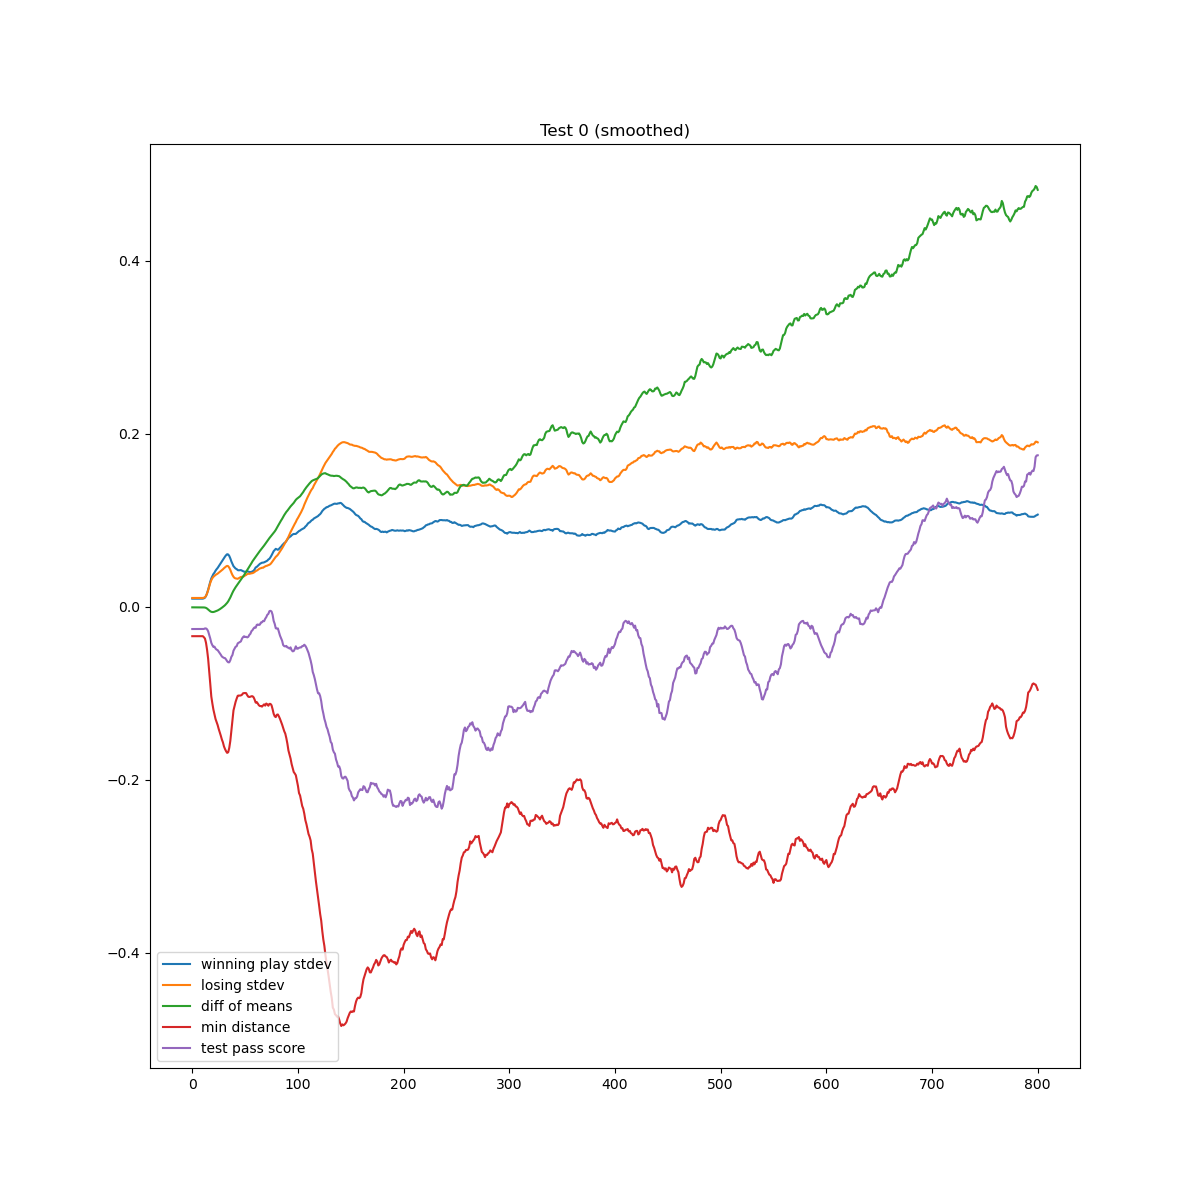 Test 0 (smoothed)
0.4
0.2
0.0
−0.2
−0.4
winning play stdev
losing stdev
diff of means
min distance
test pass score
0 100 200 300 400 500 600 700 800